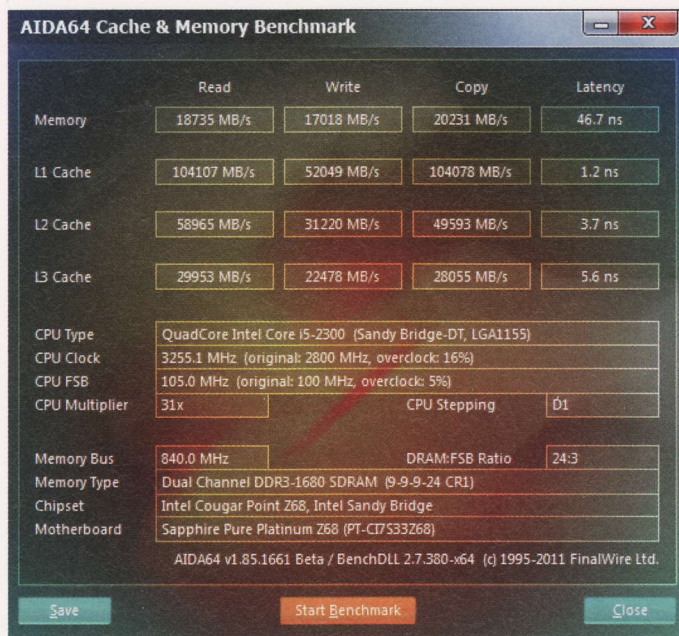 AIDA64 Cache & Memory Benchmark
Read Write Copy Latency
Memory 18735 MB/s 17018 MB/s 20231 MB/s 46.7 ns
L1 Cache 104107 MB/s 52049 MB/s 104078 MB/s 1.2 ns
L2 Cache 58965 MB/s 31220 MB/s 49593 MB/s 3.7 ns
L3 Cache 29953 MB/s 22478 MB/s 28055 MB/s 5.6 ns
CPU Type QuadCore Intel Core i5-2300 (Sandy Bridge-DT, LGA1155)
CPU Clock 3255.1 MHz (original: 2800 MHz, overclock: 16%)
CPU FSB 105.0 MHz (original: 100 MHz, overclock: 5%)
CPU Multiplier 31x CPU Stepping D1
Memory Bus 840.0 MHz DRAM:FSB Ratio 24:3
Memory Type Dual Channel DDR3-1680 SDRAM (9-9-9-24 CR1)
Chipset Intel Cougar Point Z68, Intel Sandy Bridge
Motherboard Sapphire Pure Platinum Z68 (PT-CI7S33Z68)
AIDA64 v1.85.1661 Beta / BenchDLL 2.7.380-x64 (c) 1995-2011 FinalWire Ltd.
Save Start Benchmark Close